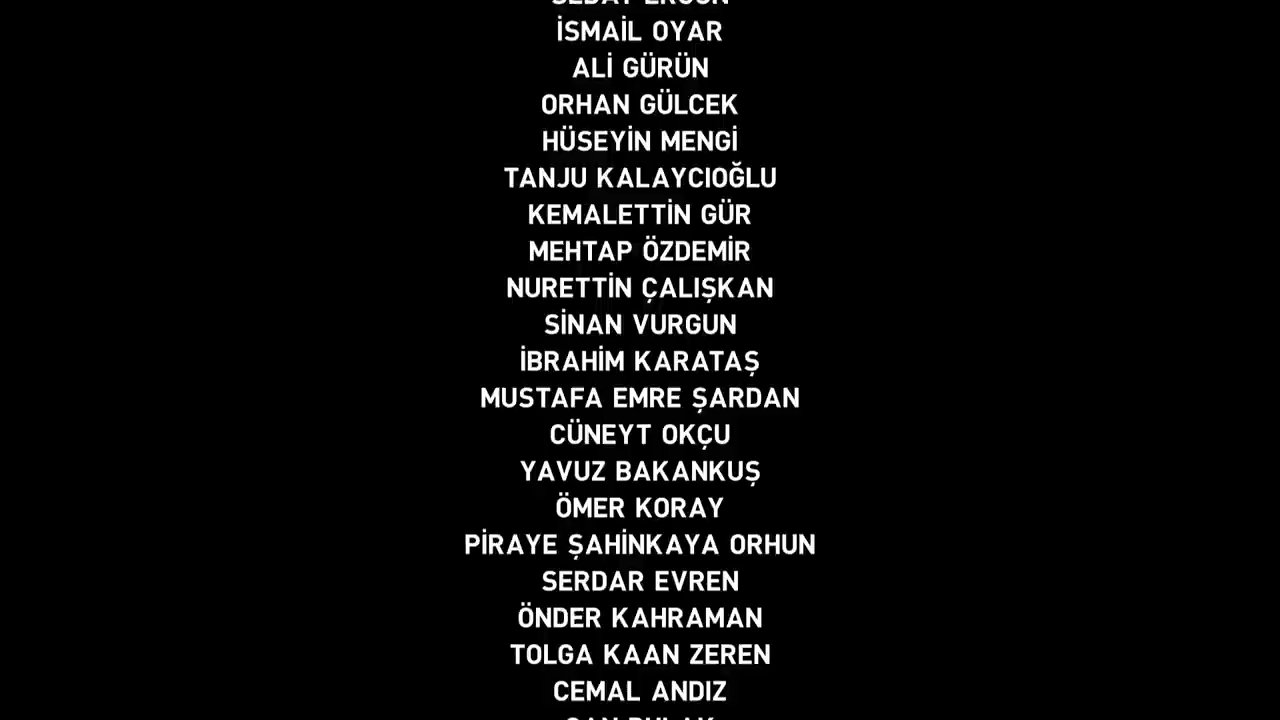 İSMAİL OYAR
ALİ GÜRÜN
ORHAN GÜLCEK
HÜSEYİN MENGİ
TANJU KALAYCIOĞLU
KEMALETTİN GÜR
MEHTAP ÖZDEMİR
NURETTİN ÇALIŞKAN
SİNAN VURGUN
İBRAHİM KARATAŞ
MUSTAFA EMRE ŞARDAN
CÜNEYT OKÇU
YAVUZ BAKANKUŞ
ÖMER KORAY
PİRAYE ŞAHİNKAYA ORHUN
SERDAR EVREN
ÖNDER KAHRAMAN
TOLGA KAAN ZEREN
CEMAL ANDIZ